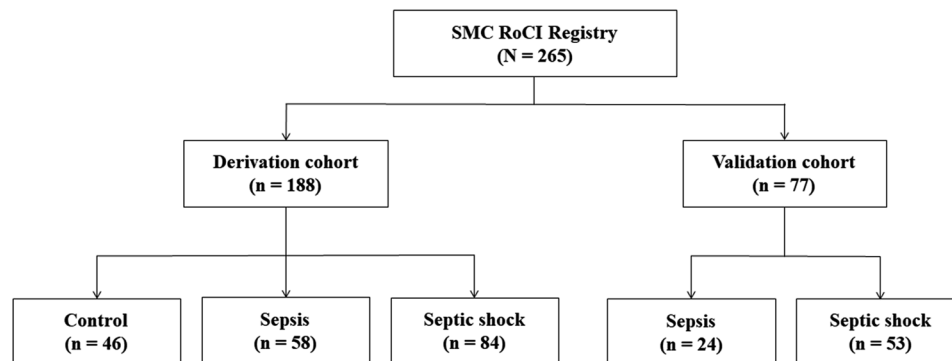 SMC RoCI Registry
(N = 265)
Derivation cohort
(n = 188)
Validation cohort
(n = 77)
Control
(n = 46)
Sepsis
(n = 58)
Septic shock
(n = 84)
Sepsis
(n = 24)
Septic shock
(n = 53)